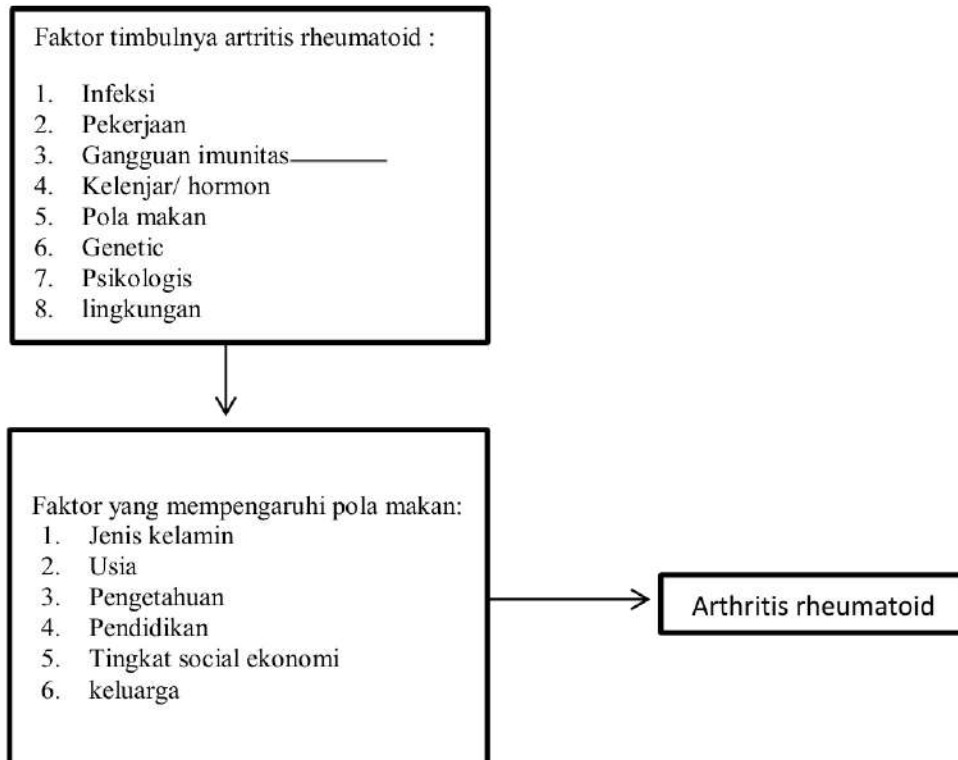 Faktor timbulnya artritis rheumatoid :
1. Infeksi
2. Pekerjaan
3. Gangguan imunitas
4. Kelenjar/ hormon
5. Pola makan
6. Genetic
7. Psikologis
8. lingkungan
Faktor yang mempengaruhi pola makan:
1. Jenis kelamin
2. Usia
3. Pengetahuan
4. Pendidikan
5. Tingkat social ekonomi
6. keluarga
Arthritis rheumatoid